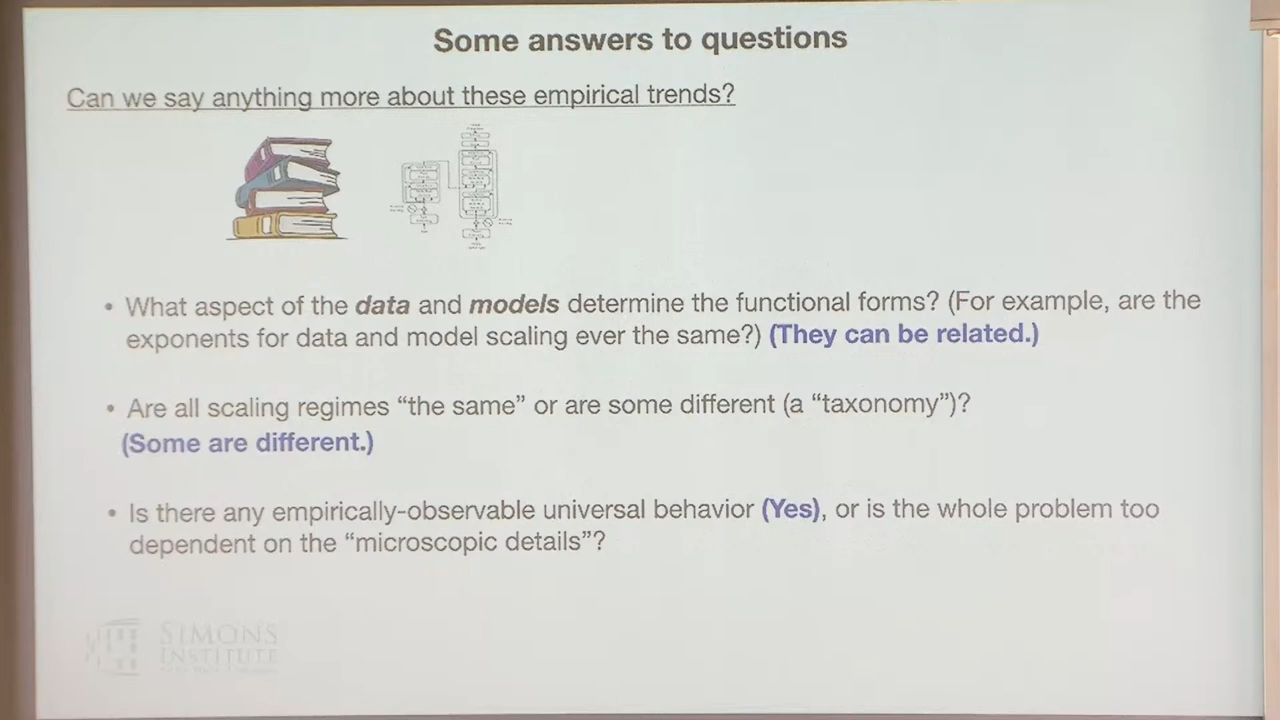 Some answers to questions
Can we say anything more about these empirical trends?
• What aspect of the data and models determine the functional forms? (For example, are the
exponents for data and model scaling ever the same?) (They can be related.)
• Are all scaling regimes “the same” or are some different (a “taxonomy”)?
(Some are different.)
• Is there any empirically-observable universal behavior (Yes), or is the whole problem too
dependent on the “microscopic details”?
SIMONS
INSTITUTE